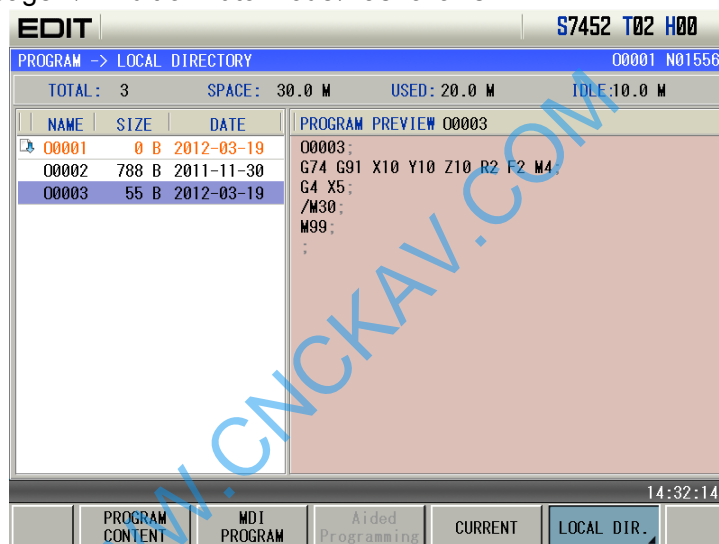 EDIT
S7452 T02 H00
PROGRAM -> LOCAL DIRECTORY
O0001 N01556
TOTAL: 3 SPACE: 30.0 M USED: 20.0 M IDLE:10.0 M
NAME SIZE DATE
O0001 0 B 2012-03-19
O0002 788 B 2011-11-30
O0003 55 B 2012-03-19
PROGRAM PREVIEW O0003
O0003;
G74 G91 X10 Y10 Z10 R2 F2 M4;
G4 X5;
/M30;
M99;
;
14:32:14
PROGRAM CONTENT
MDI PROGRAM
Aided Programming
CURRENT
LOCAL DIR.
WWW.CNCKAV.COM